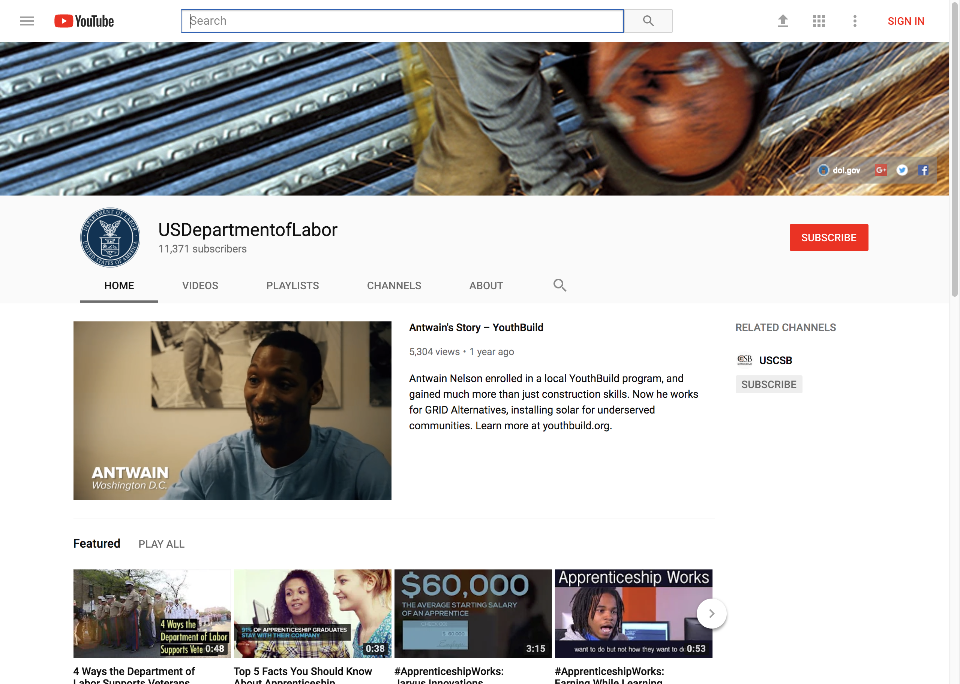 YouTube
Search
SIGN IN
dol.gov
USDepartmentofLabor
11,371 subscribers
SUBSCRIBE
HOME
VIDEOS
PLAYLISTS
CHANNELS
ABOUT
ANTWAIN
Washington D.C.
Antwain's Story – YouthBuild
5,304 views • 1 year ago
Antwain Nelson enrolled in a local YouthBuild program, and
gained much more than just construction skills. Now he works
for GRID Alternatives, installing solar for underserved
communities. Learn more at youthbuild.org.
RELATED CHANNELS
CSB
USCSB
SUBSCRIBE
Featured
PLAY ALL
4 Ways the
Department of Labor
Supports Vete
0:48
91% OF APPRENTICESHIP GRADUATES
STAY WITH THEIR COMPANY
0:38
$60,000
THE AVERAGE STARTING SALARY
OF AN APPRENTICE
3:15
Apprenticeship Works
want to do but not how they want to do
0:53
4 Ways the Department of
Labor Supports Veterans
Top 5 Facts You Should Know
About Apprenticeship
#ApprenticeshipWorks:
Jarvus Innovations
#ApprenticeshipWorks:
Earning While Learning